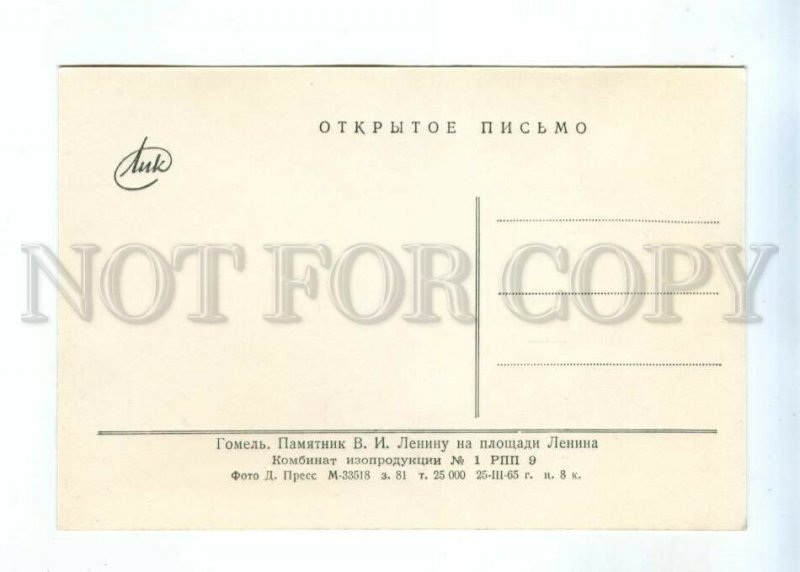 ОТКРЫТОЕ ПИСЬМО
Лик
NOT FOR COPY
Гомель. Памятник В. И. Ленину на площади Ленина
Комбинат изопродукции № 1 РПП 9
Фото Д. Пресс М-33518 з. 81 т. 25 000 25-III-65 г. ц. 8 к.